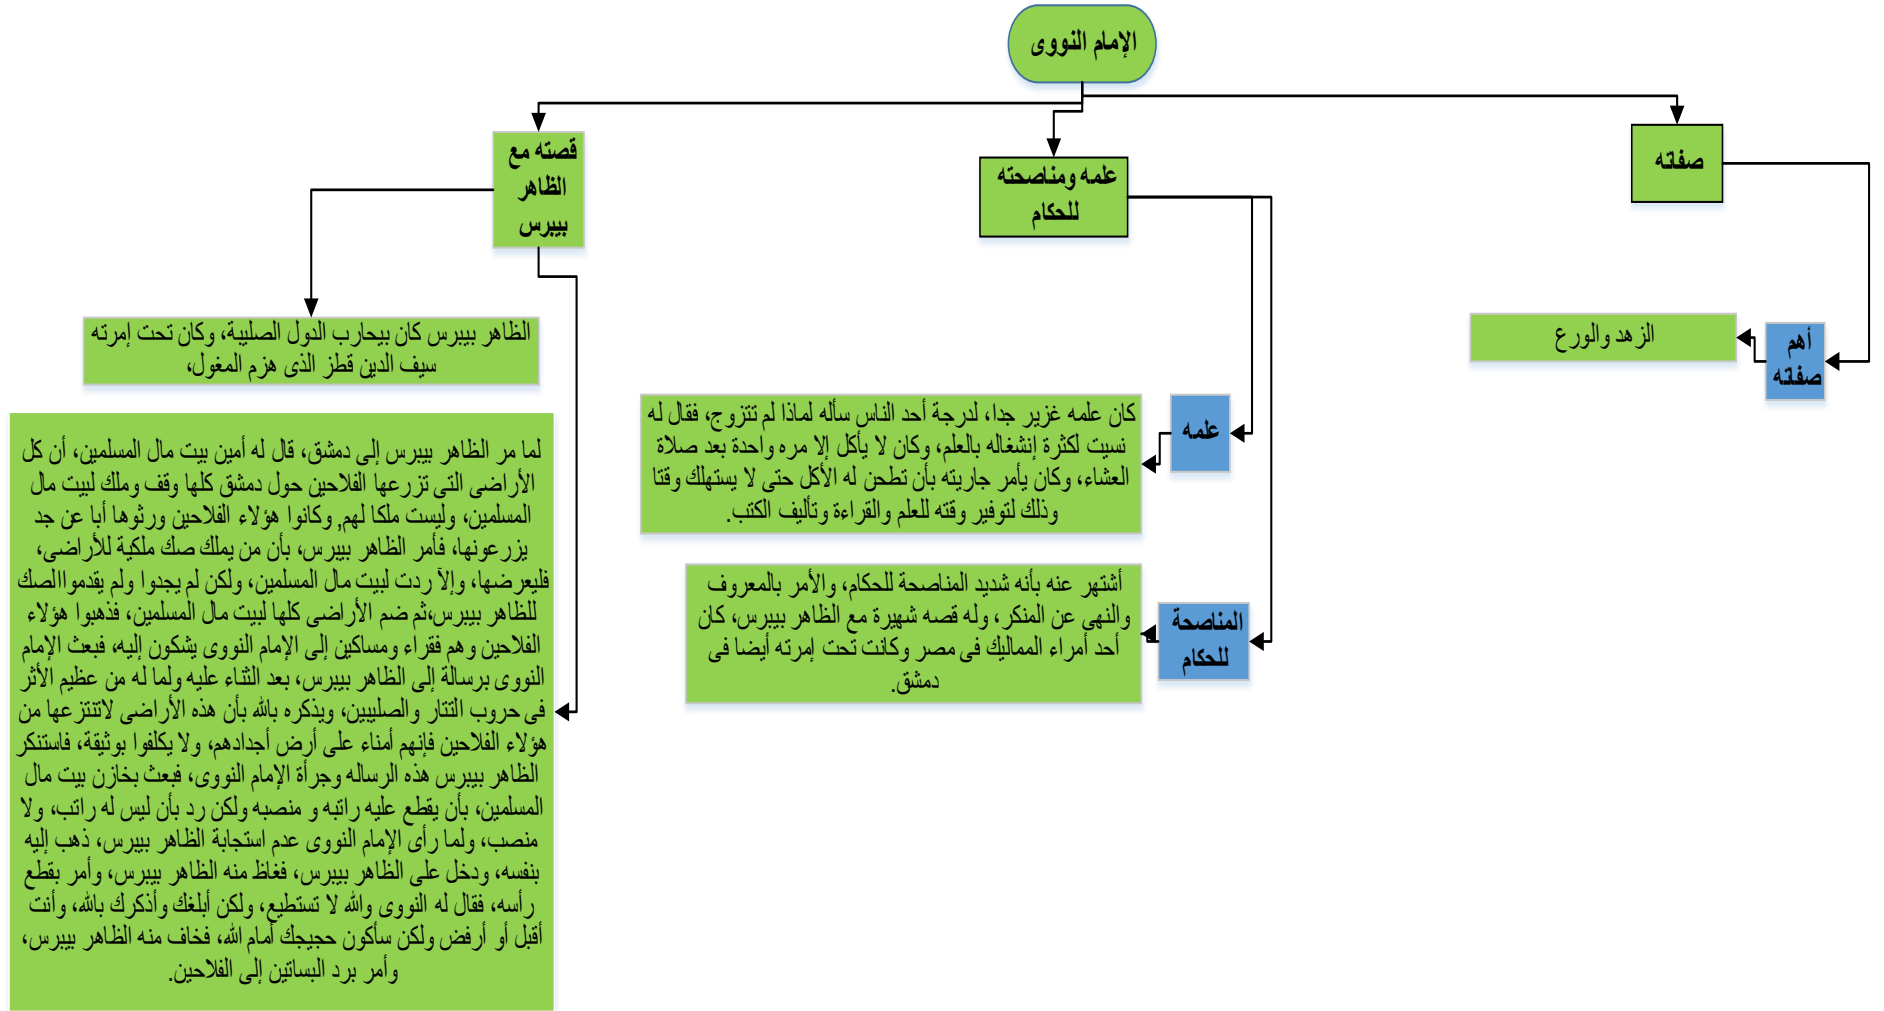 الإمام النووى
صفاته
أهم
صفاته
الزهد والورع
علمه ومناصحته
للحكام
علمه
كان علمه غزير جدا، لدرجة أحد الناس سأله لماذا لم تتزوج، فقال له
نسيت لكثرة إنشغاله بالعلم، وكان لا يأكل إلا مره واحدة بعد صلاة
العشاء، وكان يأمر جاريته بأن تطحن له الأكل حتى لا يستهلك وقتا
وذلك لتوفير وقته للعلم والقراءة وتأليف الكتب.
المناصحة
للحكام
أشتهر عنه بأنه شديد المناصحة للحكام، والأمر بالمعروف
والنهى عن المنكر، وله قصه شهيرة مع الظاهر بيبرس، كان
أحد أمراء المماليك فى مصر وكانت تحت إمرته أيضا فى
دمشق.
قصته مع
الظاهر
بيبرس
الظاهر بيبرس كان بيحارب الدول الصليبة، وكان تحت إمرته
سيف الدين قطز الذى هزم المغول،
لما مر الظاهر بيبرس إلى دمشق، قال له أمين بيت مال المسلمين، أن كل
الأراضى التى تزرعها الفلاحين حول دمشق كلها وقف وملك لبيت مال
المسلمين، وليست ملكا لهم, وكانوا هؤلاء الفلاحين ورثوها أبا عن جد
يزرعونها، فأمر الظاهر بيبرس، بأن من يملك صك ملكية للأراضى،
فليعرضها، وإلآ ردت لبيت مال المسلمين، ولكن لم يجدوا ولم يقدمواالصك
للظاهر بيبرس،ثم ضم الأراضى كلها لبيت مال المسلمين، فذهبوا هؤلاء
الفلاحين وهم فقراء ومساكين إلى الإمام النووى يشكون إليه، فبعث الإمام
النووى برسالة إلى الظاهر بيبرس، بعد الثناء عليه ولما له من عظيم الأثر
فى حروب التتار والصليبين، ويذكره بالله بأن هذه الأراضى لاتنتزعها من
هؤلاء الفلاحين فإنهم أمناء على أرض أجدادهم، ولا يكلفوا بوثيقة، فاستنكر
الظاهر بيبرس هذه الرساله وجرأة الإمام النووى، فبعث بخازن بيت مال
المسلمين، بأن يقطع عليه راتبه و منصبه ولكن رد بأن ليس له راتب، ولا
منصب، ولما رأى الإمام النووى عدم استجابة الظاهر بيبرس، ذهب إليه
بنفسه، ودخل على الظاهر بيبرس، فغاظ منه الظاهر بيبرس، وأمر بقطع
رأسه، فقال له النووى والله لا تستطيع، ولكن أبلغك وأذكرك بالله، وأنت
أقبل أو أرفض ولكن سأكون حجيجك أمام الله، فخاف منه الظاهر بيبرس،
وأمر برد البساتين إلى الفلاحين.